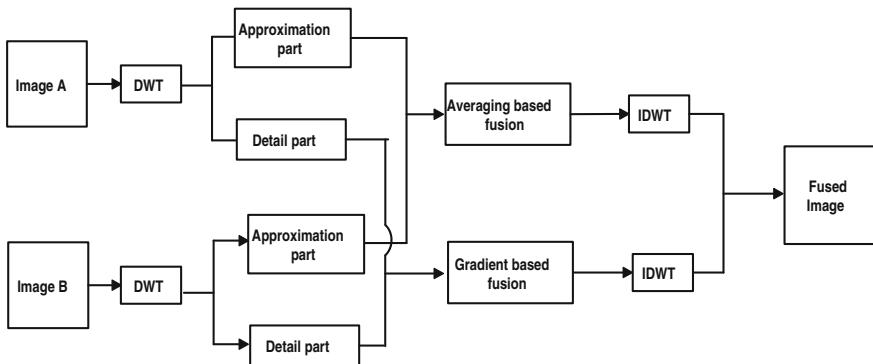 Image A
DWT
Approximation
part
Detail part
Averaging based
fusion
IDWT
Fused
Image
Image B
DWT
Approximation
part
Detail part
Gradient based
fusion
IDWT